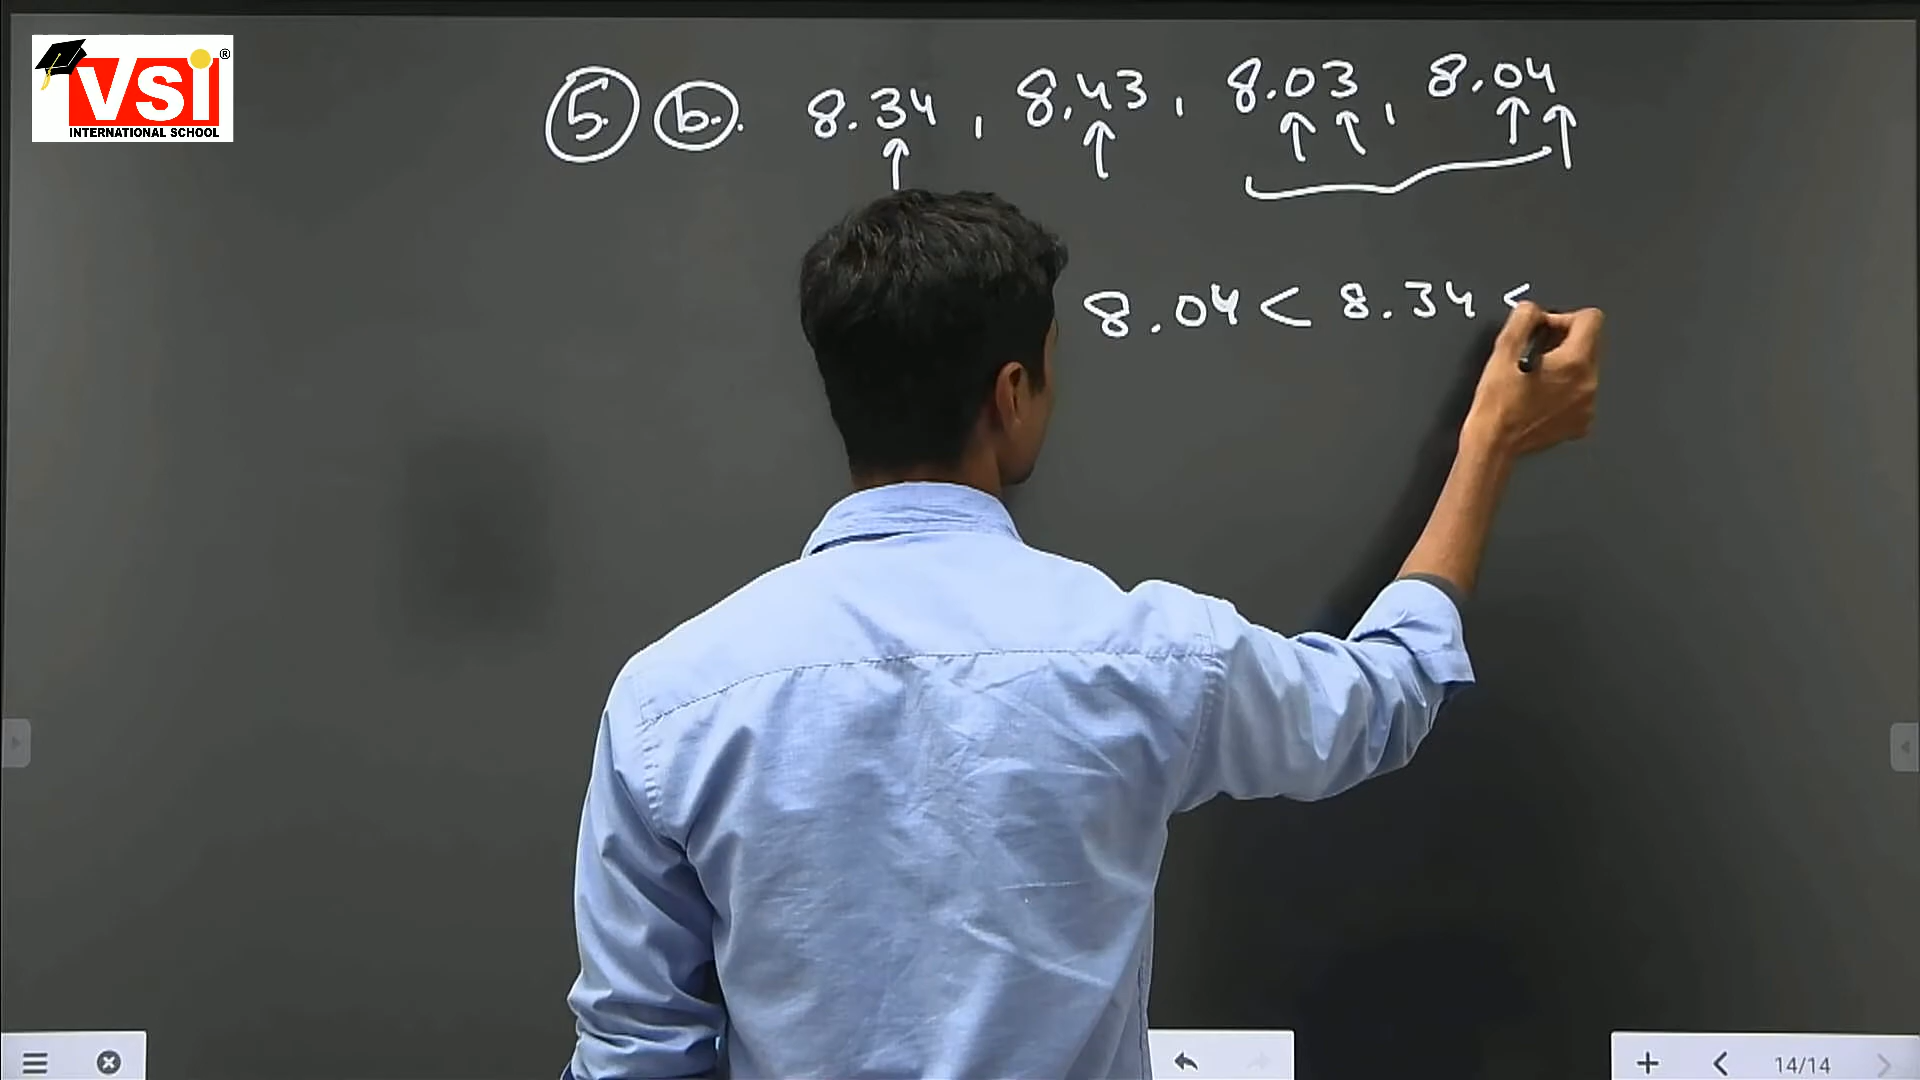 vsi ®
INTERNATIONAL SCHOOL
5. b. 8.34 , 8.43 , 8.03 , 8.04
8.04 < 8.34 <
14/14